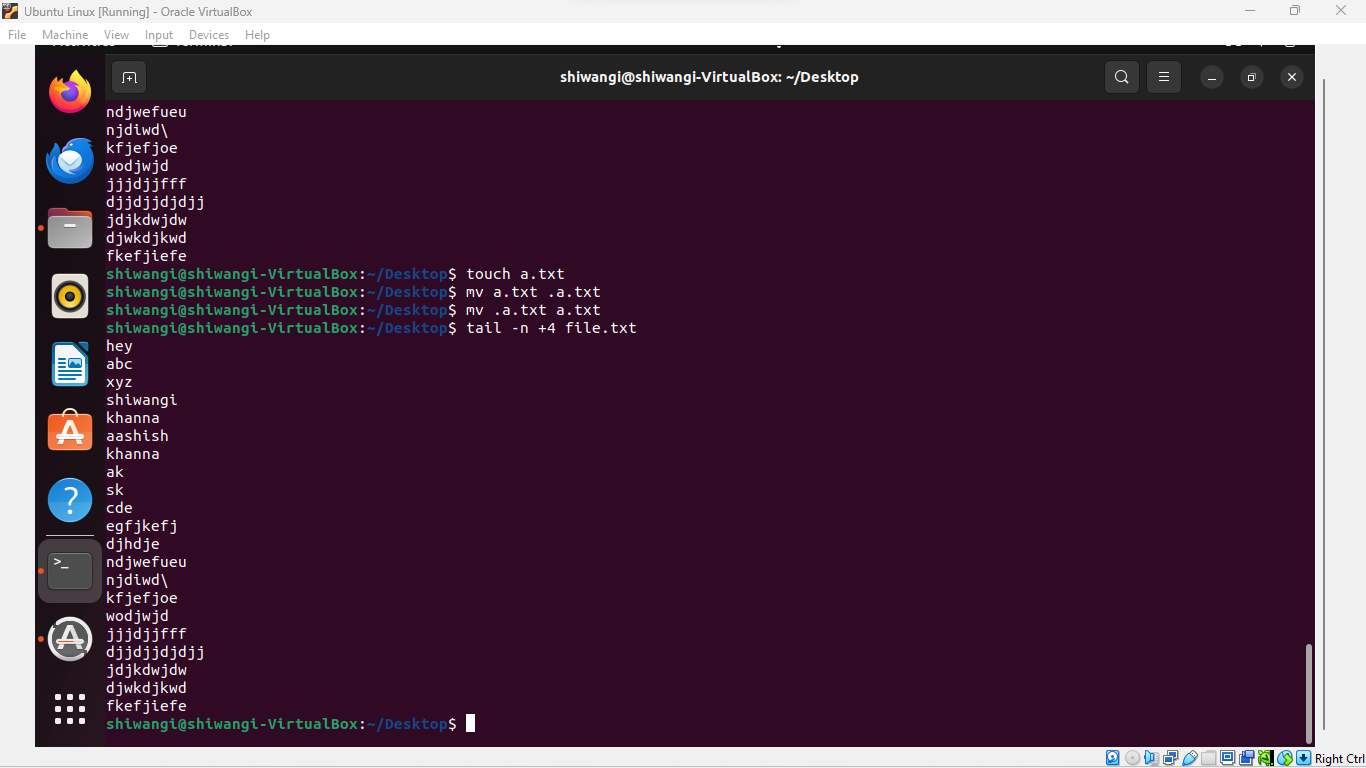 Ubuntu Linux [Running] - Oracle VirtualBox
File Machine View Input Devices Help
shiwangi@shiwangi-VirtualBox: ~/Desktop
ndjwefueu
njdiwd\
kfjefjoe
wodjwjd
jjjdjjfff
djjdjjdjdjj
jdjkdwjdw
djwkdjkwd
fkefjiefe
shiwangi@shiwangi-VirtualBox:~/Desktop$ touch a.txt
shiwangi@shiwangi-VirtualBox:~/Desktop$ mv a.txt .a.txt
shiwangi@shiwangi-VirtualBox:~/Desktop$ mv .a.txt a.txt
shiwangi@shiwangi-VirtualBox:~/Desktop$ tail -n +4 file.txt
hey
abc
xyz
shiwangi
khanna
aashish
khanna
ak
sk
cde
egfjkefj
djhdje
ndjwefueu
njdiwd\
kfjefjoe
wodjwjd
jjjdjjfff
djjdjjdjdjj
jdjkdwjdw
djwkdjkwd
fkefjiefe
shiwangi@shiwangi-VirtualBox:~/Desktop$
Right Ctrl